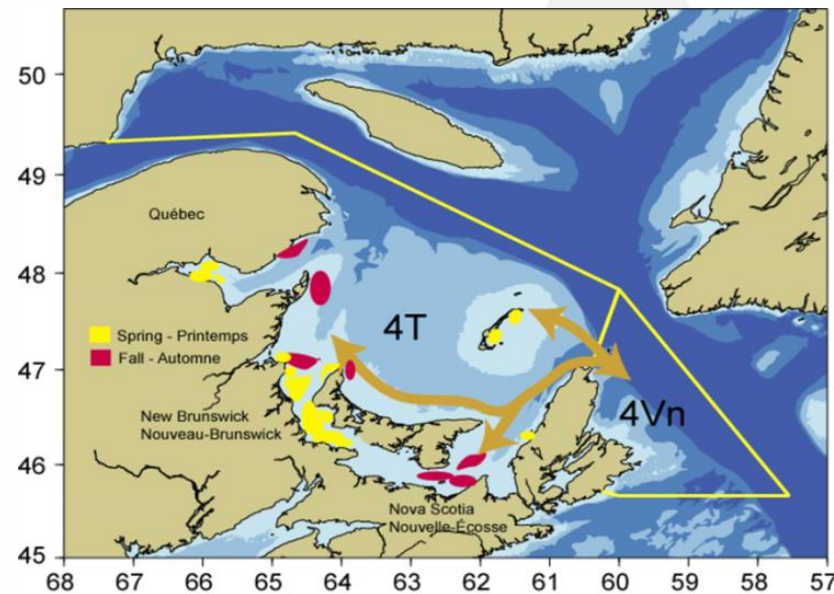 50
49
Québec
48
4T
Spring - Printemps
Fall - Automne
47
4Vn
New Brunswick
Nouveau-Brunswick
46
Nova Scotia
Nouvelle-Écosse
45
68 67 66 65 64 63 62 61 60 59 58 57